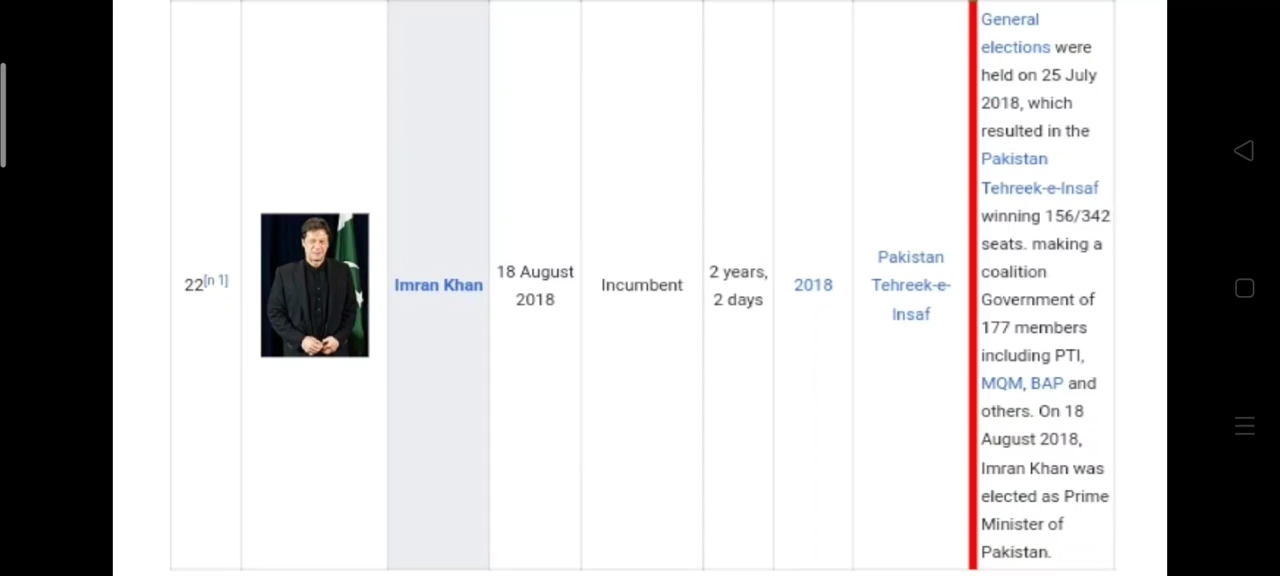 22[n 1]
Imran Khan
18 August
2018
Incumbent
2 years,
2 days
2018
Pakistan
Tehreek-e-
Insaf
General
elections were
held on 25 July
2018, which
resulted in the
Pakistan
Tehreek-e-Insaf
winning 156/342
seats. making a
coalition
Government of
177 members
including PTI,
MQM, BAP and
others. On 18
August 2018,
Imran Khan was
elected as Prime
Minister of
Pakistan.